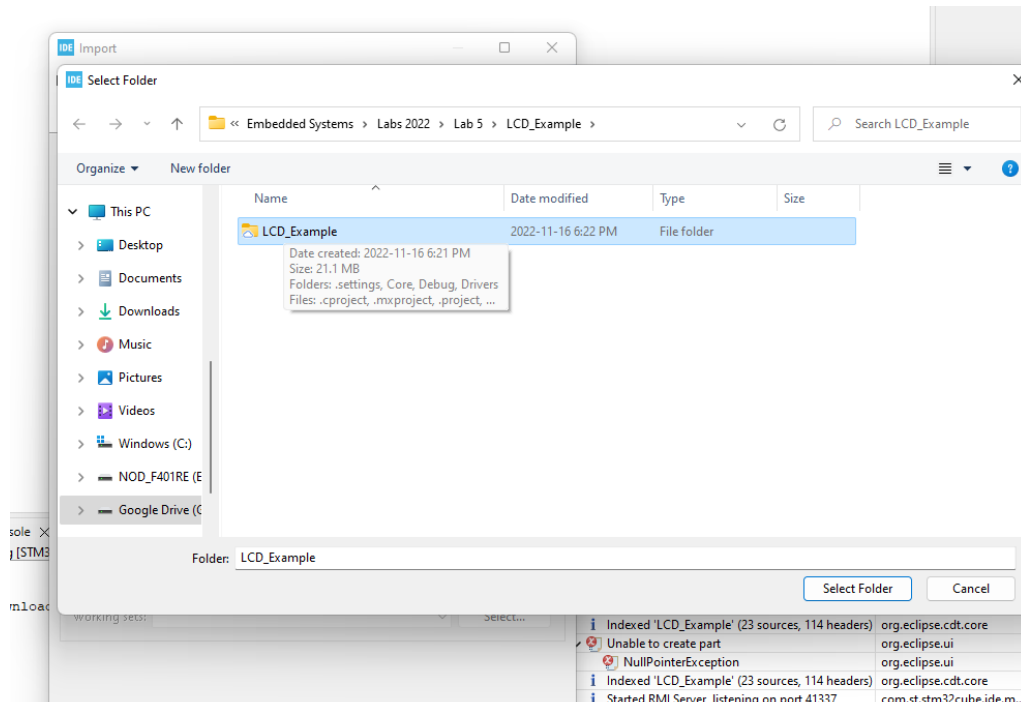 IDE Import
IDE Select Folder
« Embedded Systems › Labs 2022 › Lab 5 › LCD_Example ›
Search LCD_Example
Organize
New folder
?
Name
Date modified
Type
Size
This PC
LCD_Example
2022-11-16 6:22 PM
File folder
Date created: 2022-11-16 6:21 PM
Size: 21.1 MB
Folders: .settings, Core, Debug, Drivers
Files: .cproject, .mxproject, .project, ...
Desktop
Documents
Downloads
Music
Pictures
Videos
Windows (C:)
NOD_F401RE (E
Google Drive (G
sole
[STM3
Folder: LCD_Example
Select Folder
Cancel
nload
Working sets:
Select...
i Indexed 'LCD_Example' (23 sources, 114 headers) org.eclipse.cdt.core
Unable to create part org.eclipse.ui
NullPointerException org.eclipse.ui
i Indexed 'LCD_Example' (23 sources, 114 headers) org.eclipse.cdt.core
i Started RMI Server, listening on port 41337 com.st.stm32cube.ide.m...